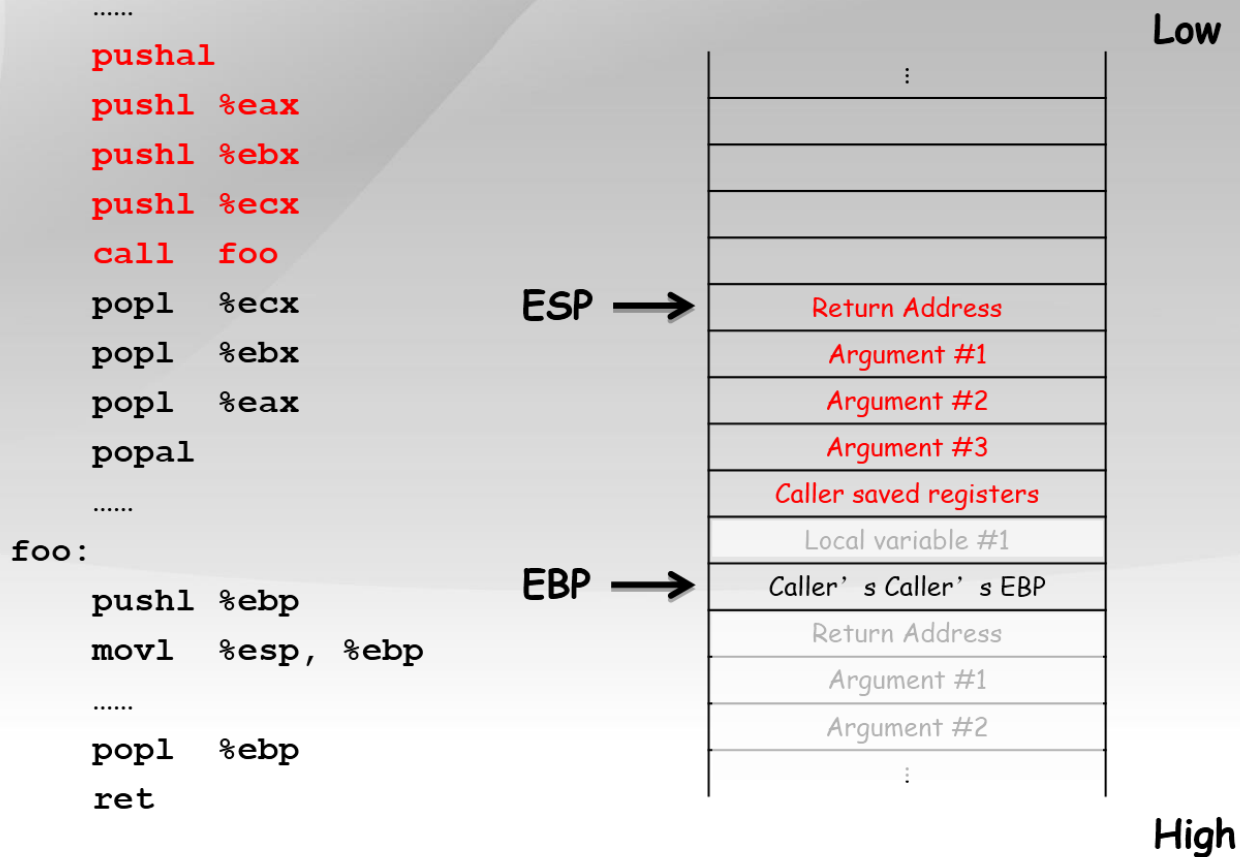 ……
pushal
pushl %eax
pushl %ebx
pushl %ecx
call foo
popl %ecx
popl %ebx
popl %eax
popal
……
foo:
pushl %ebp
movl %esp, %ebp
……
popl %ebp
ret
Low
⋮
ESP
Return Address
Argument #1
Argument #2
Argument #3
Caller saved registers
Local variable #1
EBP
Caller’s Caller’s EBP
Return Address
Argument #1
Argument #2
⋮
High